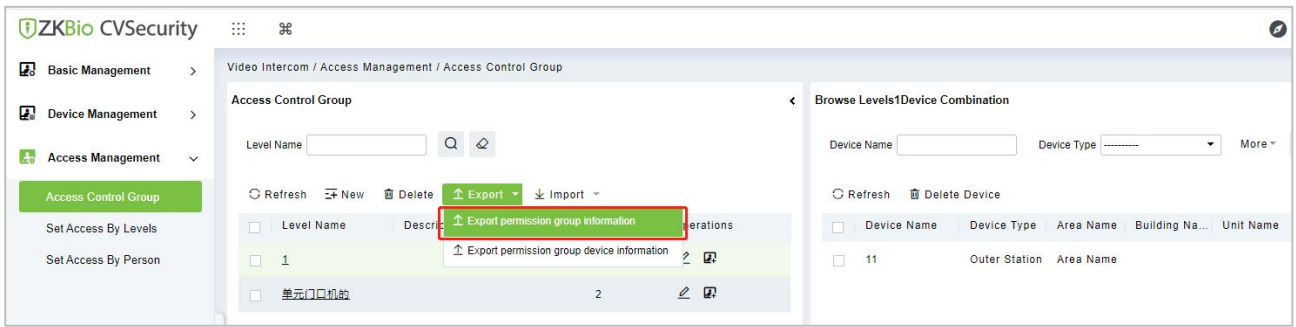 ZKBio CVSecurity
Basic Management
Device Management
Access Management
Access Control Group
Set Access By Levels
Set Access By Person
Video Intercom / Access Management / Access Control Group
Access Control Group
Level Name
Refresh New Delete Export Import
Export permission group information
Export permission group device information
Level Name Descri perations
1
单元门口机的 2
Browse Levels1Device Combination
Device Name Device Type ---------- More
Refresh Delete Device
Device Name Device Type Area Name Building Na... Unit Name
11 Outer Station Area Name